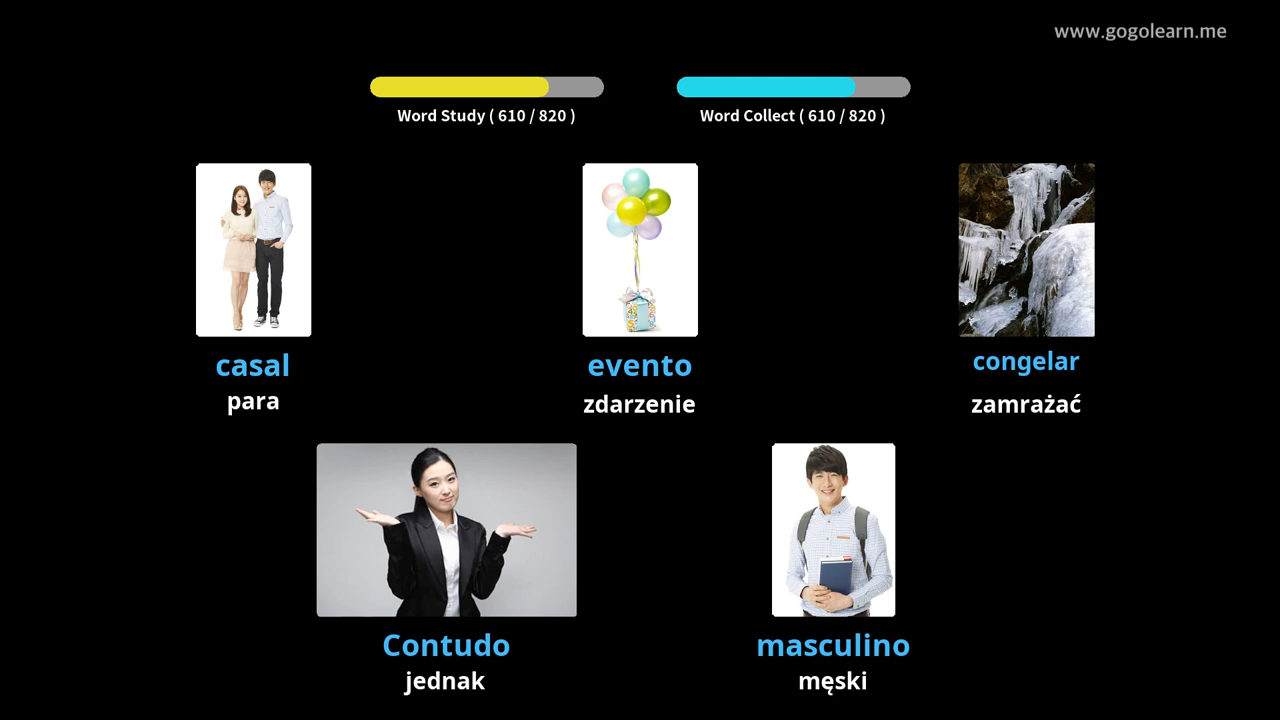 www.gogolearn.me
Word Study ( 610 / 820 )
Word Collect ( 610 / 820 )
casal
para
evento
zdarzenie
congelar
zamrażać
Contudo
jednak
masculino
męski